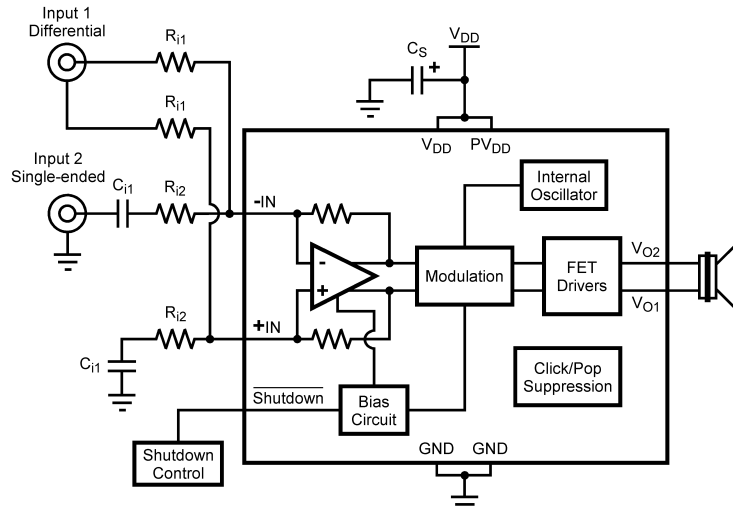 Input 1
Differential
Ri1
Ri1
CS
+
VDD
VDD
PVDD
Input 2
Single-ended
Ci1
Ri2
-IN
Internal
Oscillator
-
+
Modulation
FET
Drivers
VO2
VO1
Ri2
+IN
Ci1
Click/Pop
Suppression
Shutdown
Bias
Circuit
Shutdown
Control
GND
GND